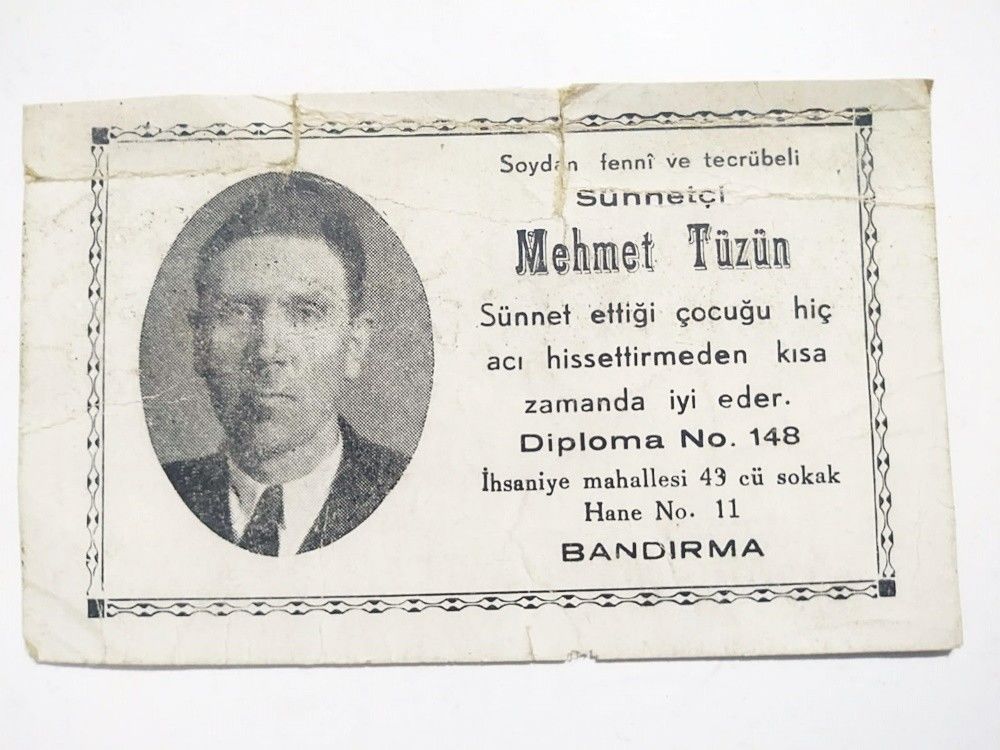 Soydan fennî ve tecrübeli
Sünnetçi
Mehmet Tüzün
Sünnet ettiği çocuğu hiç
acı hissettirmeden kısa
zamanda iyi eder.
Diploma No. 148
İhsaniye mahallesi 43 cü sokak
Hane No. 11
BANDIRMA